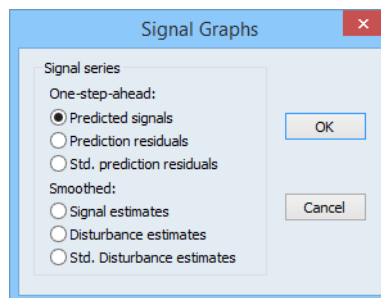 Signal Graphs
Signal series
One-step-ahead:
Predicted signals
Prediction residuals
Std. prediction residuals
Smoothed:
Signal estimates
Disturbance estimates
Std. Disturbance estimates
OK
Cancel